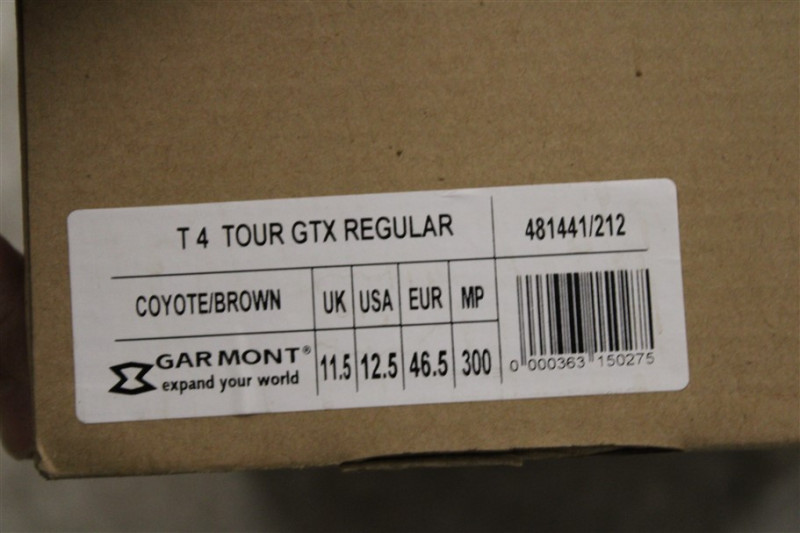 T 4 TOUR GTX REGULAR 481441/212
COYOTE/BROWN UK USA EUR MP
GARMONT® 11.5 12.5 46.5 300
expand your world
0 000363 150275